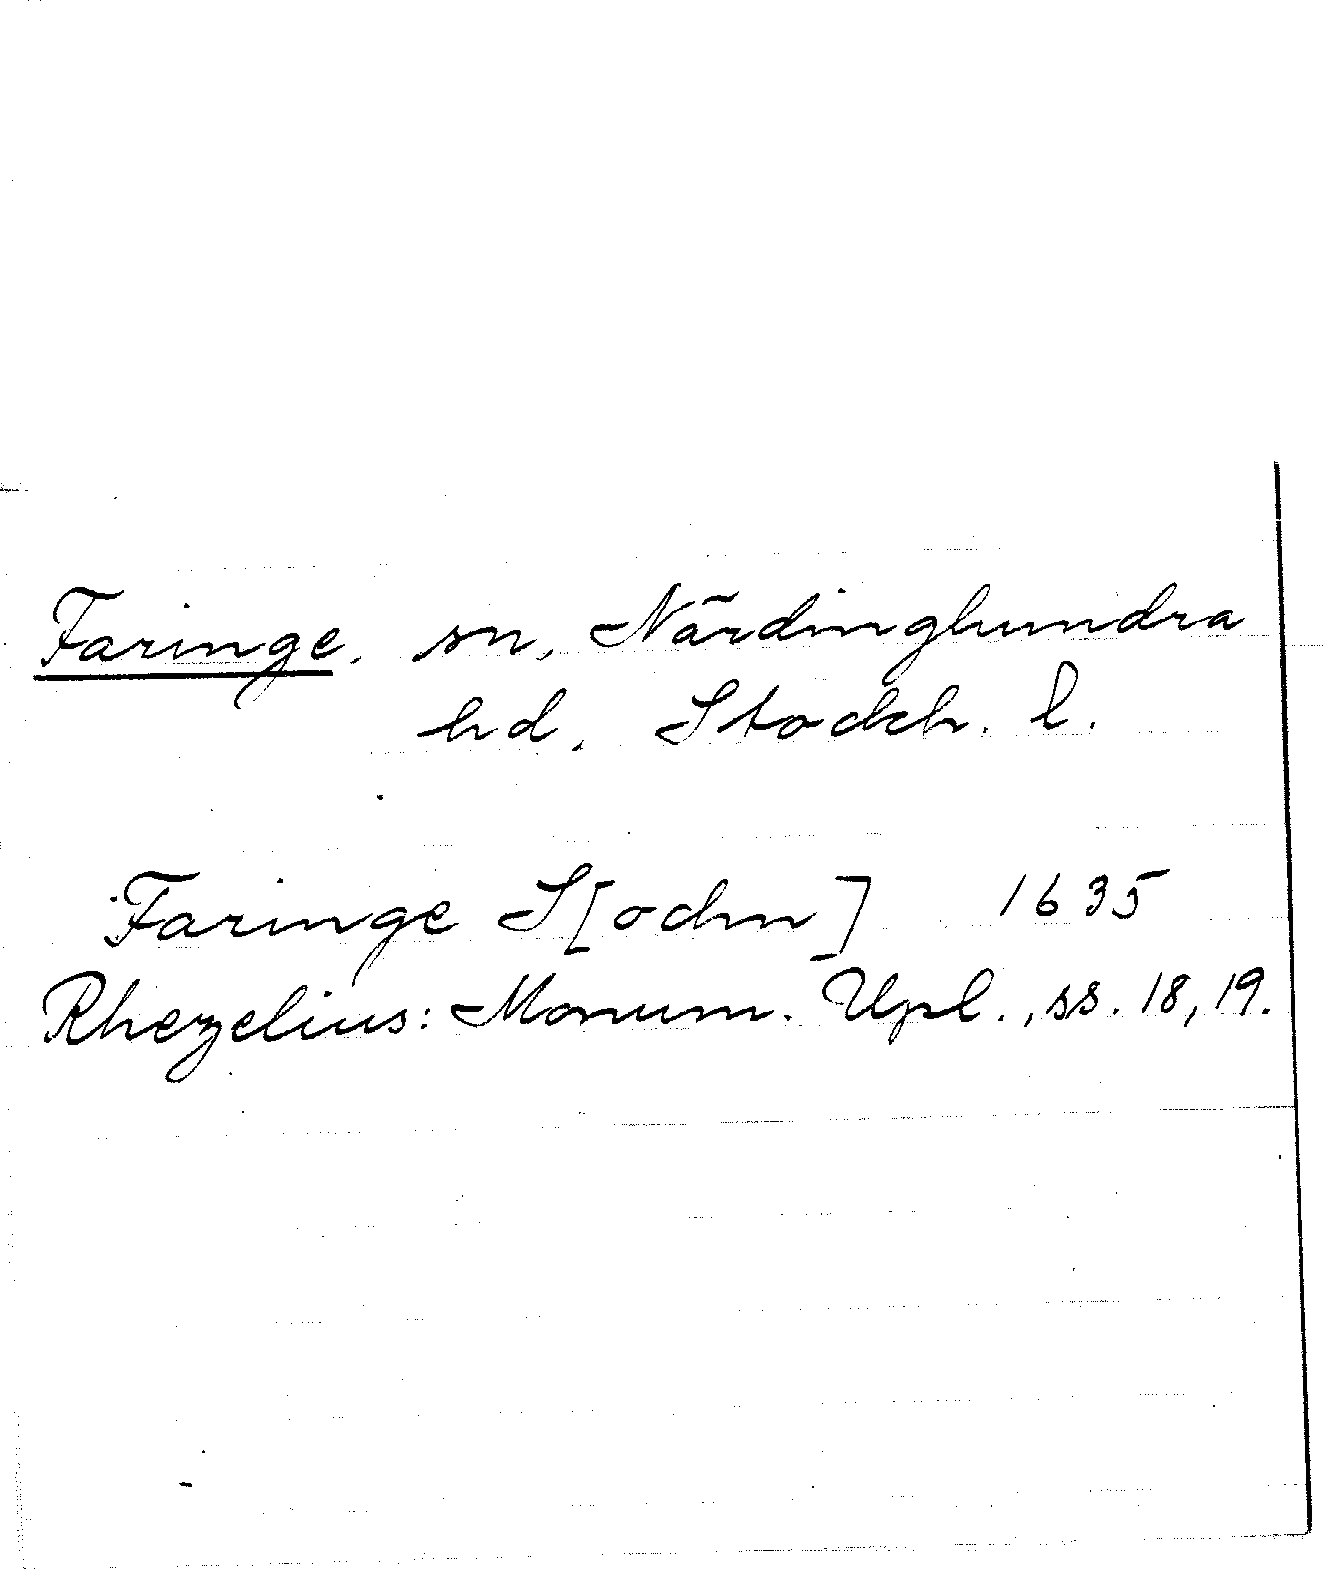 Faringe. sn, Närdinghundra
hd. Stockh. l.
Faringe S[ochn] 1635
Rhezelius: Monum. Upl., ss. 18, 19.